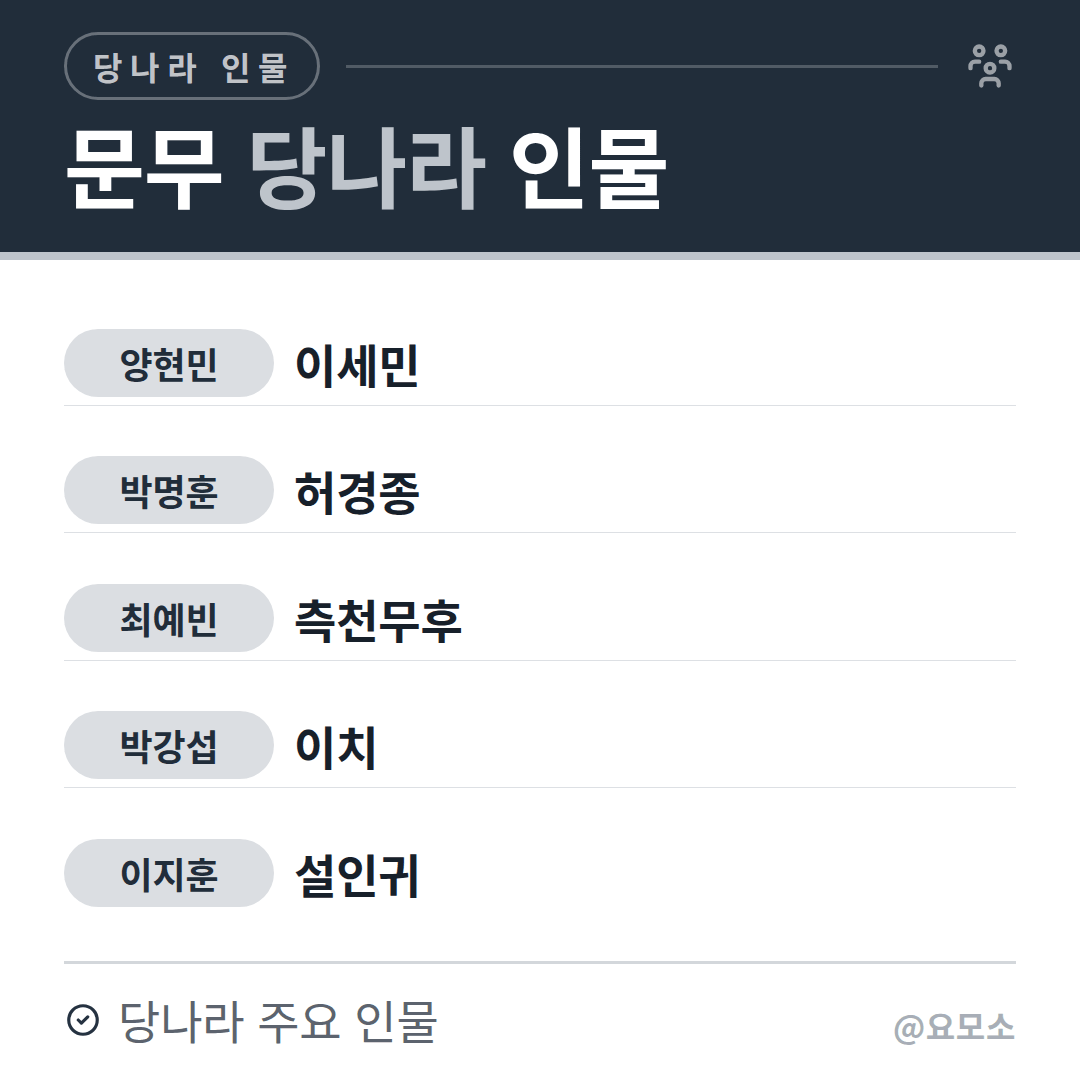 당나라 인물
문무 당나라 인물
양현민 이세민
박명훈 허경종
최예빈 측천무후
박강섭 이치
이지훈 설인귀
당나라 주요 인물
@요모소